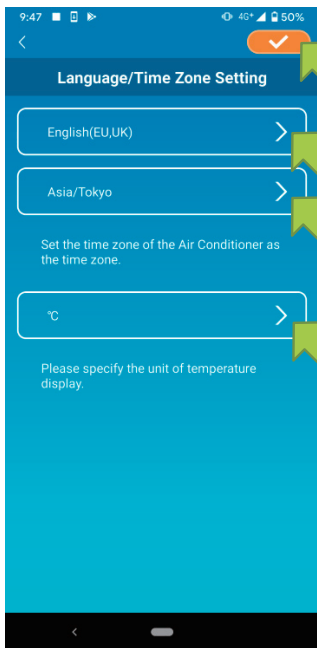 9:47 4G+ 50%
Language/Time Zone Setting
English(EU,UK)
Asia/Tokyo
Set the time zone of the Air Conditioner as
the time zone.
℃
Please specify the unit of temperature
display.